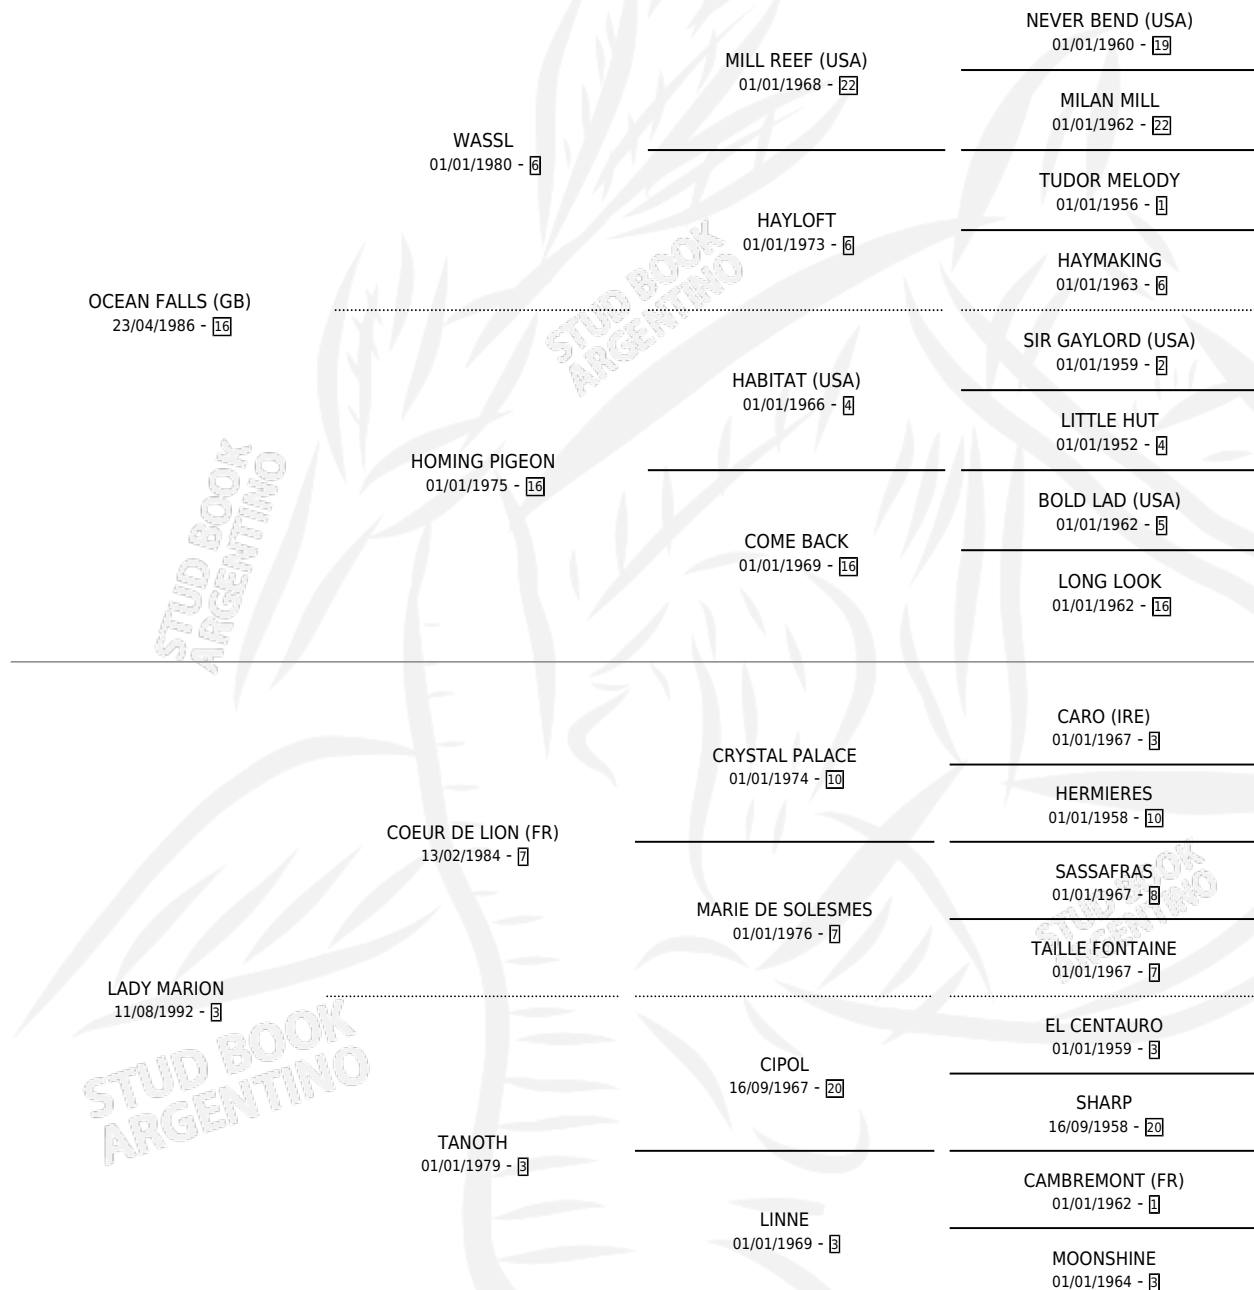 NEVER BEND (USA)
01/01/1960 - 19
MILL REEF (USA)
01/01/1968 - 22
MILAN MILL
01/01/1962 - 22
WASSL
01/01/1980 - 6
TUDOR MELODY
01/01/1956 - 1
HAYLOFT
01/01/1973 - 6
HAYMAKING
01/01/1963 - 6
OCEAN FALLS (GB)
23/04/1986 - 16
STUD BOOK
ARGENTINO
SIR GAYLORD (USA)
01/01/1959 - 2
HABITAT (USA)
01/01/1966 - 4
LITTLE HUT
01/01/1952 - 4
HOMING PIGEON
01/01/1975 - 16
BOLD LAD (USA)
01/01/1962 - 5
COME BACK
01/01/1969 - 16
LONG LOOK
01/01/1962 - 16
STUD BOOK
ARGENTINO
CARO (IRE)
01/01/1967 - 3
CRYSTAL PALACE
01/01/1974 - 10
HERMIERES
01/01/1958 - 10
COEUR DE LION (FR)
13/02/1984 - 7
SASSAFRAS
01/01/1967 - 8
MARIE DE SOLESMES
01/01/1976 - 7
STUD BOOK
ARGENTINO
TAILLE FONTAINE
01/01/1967 - 7
LADY MARION
11/08/1992 - 3
STUD BOOK
ARGENTINO
EL CENTAURO
01/01/1959 - 3
CIPOL
16/09/1967 - 20
SHARP
16/09/1958 - 20
TANOTH
01/01/1979 - 3
CAMBREMONT (FR)
01/01/1962 - 1
LINNE
01/01/1969 - 3
MOONSHINE
01/01/1964 - 3